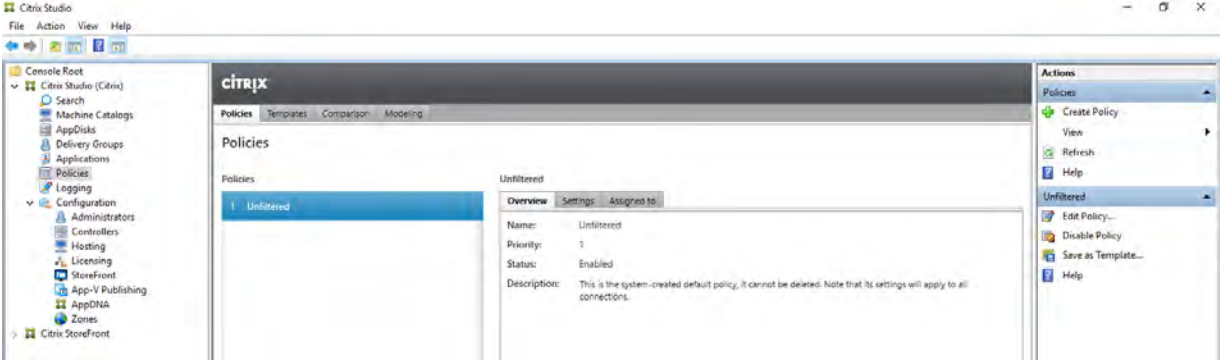 Citrix Studio
File Action View Help
Console Root
Citrix Studio (Citrix)
Search
Machine Catalogs
AppDisks
Delivery Groups
Applications
Policies
Logging
Configuration
Administrators
Controllers
Hosting
Licensing
StoreFront
App-V Publishing
AppDNA
Zones
Citrix StoreFront
CITRIX
Policies Templates Comparison Modeling
Policies
Policies
1 Unfiltered
Unfiltered
Overview Settings Assigned to
Name: Unfiltered
Priority: 1
Status: Enabled
Description: This is the system-created default policy, it cannot be deleted. Note that its settings will apply to all
connections.
Actions
Policies
Create Policy
View
Refresh
Help
Unfiltered
Edit Policy...
Disable Policy
Save as Template...
Help